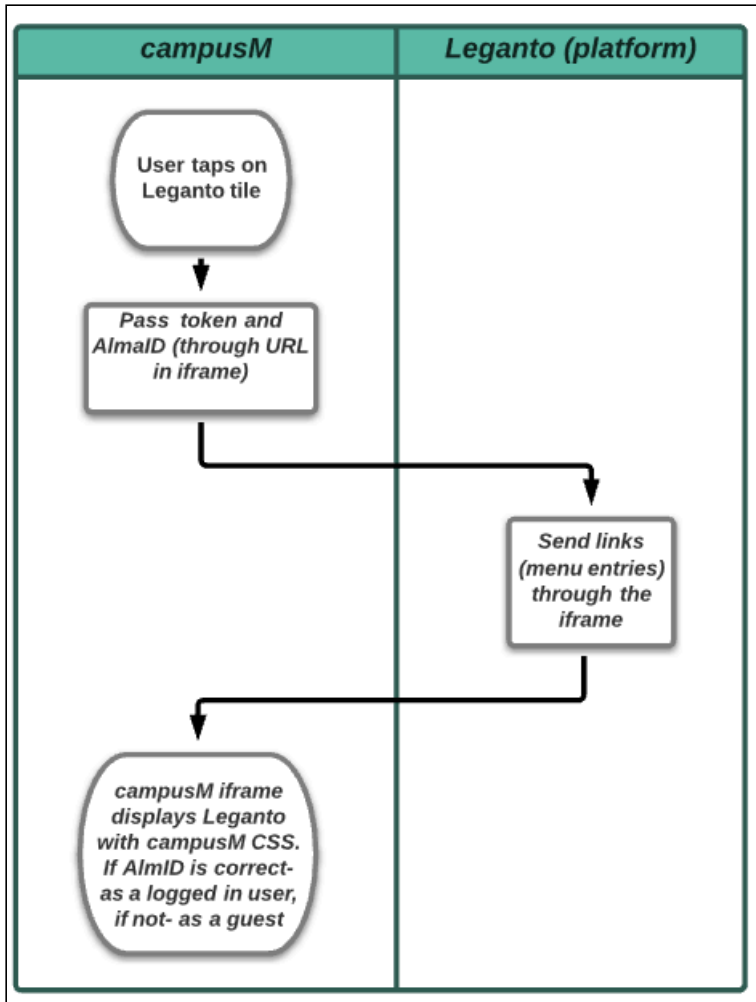 campusM
Leganto (platform)
User taps on
Leganto tile
Pass token and
AlmaID (through URL
in iframe)
Send links
(menu entries)
through the
iframe
campusM iframe
displays Leganto
with campusM CSS.
If AlmID is correct-
as a logged in user,
if not- as a guest